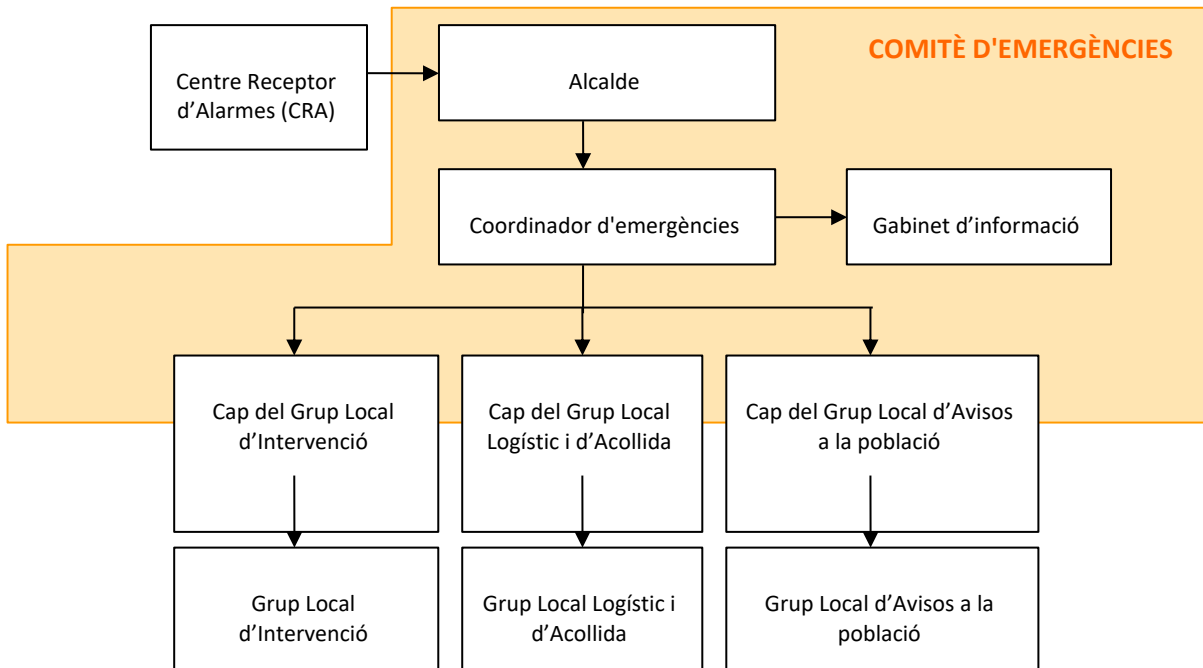 COMITÈ D'EMERGÈNCIES
Centre Receptor
d’Alarmes (CRA)
Alcalde
Coordinador d'emergències
Gabinet d’informació
Cap del Grup Local
d’Intervenció
Cap del Grup Local
Logístic i d’Acollida
Cap del Grup Local d’Avisos
a la població
Grup Local
d’Intervenció
Grup Local Logístic i
d’Acollida
Grup Local d’Avisos a la
població